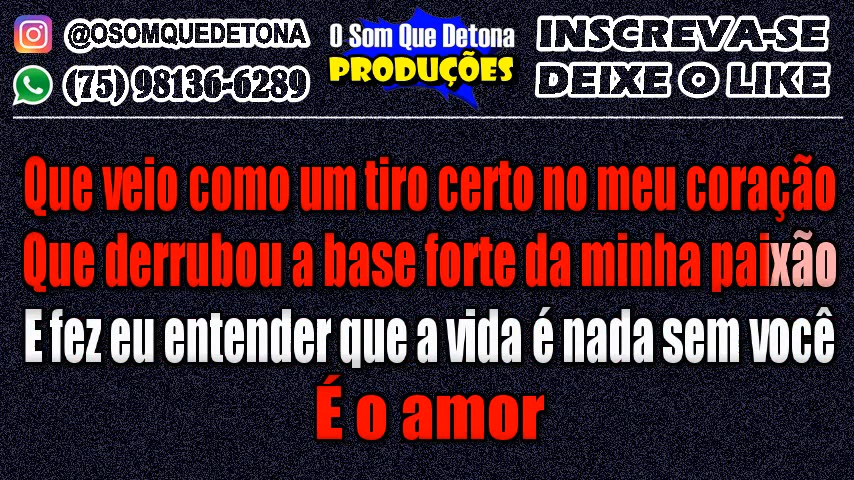 @OSOMQUEDETONA
(75) 98136-6289
O Som Que Detona
PRODUÇÕES
INSCREVA-SE
DEIXE O LIKE
Que veio como um tiro certo no meu coração
Que derrubou a base forte da minha paixão
E fez eu entender que a vida é nada sem você
É o amor